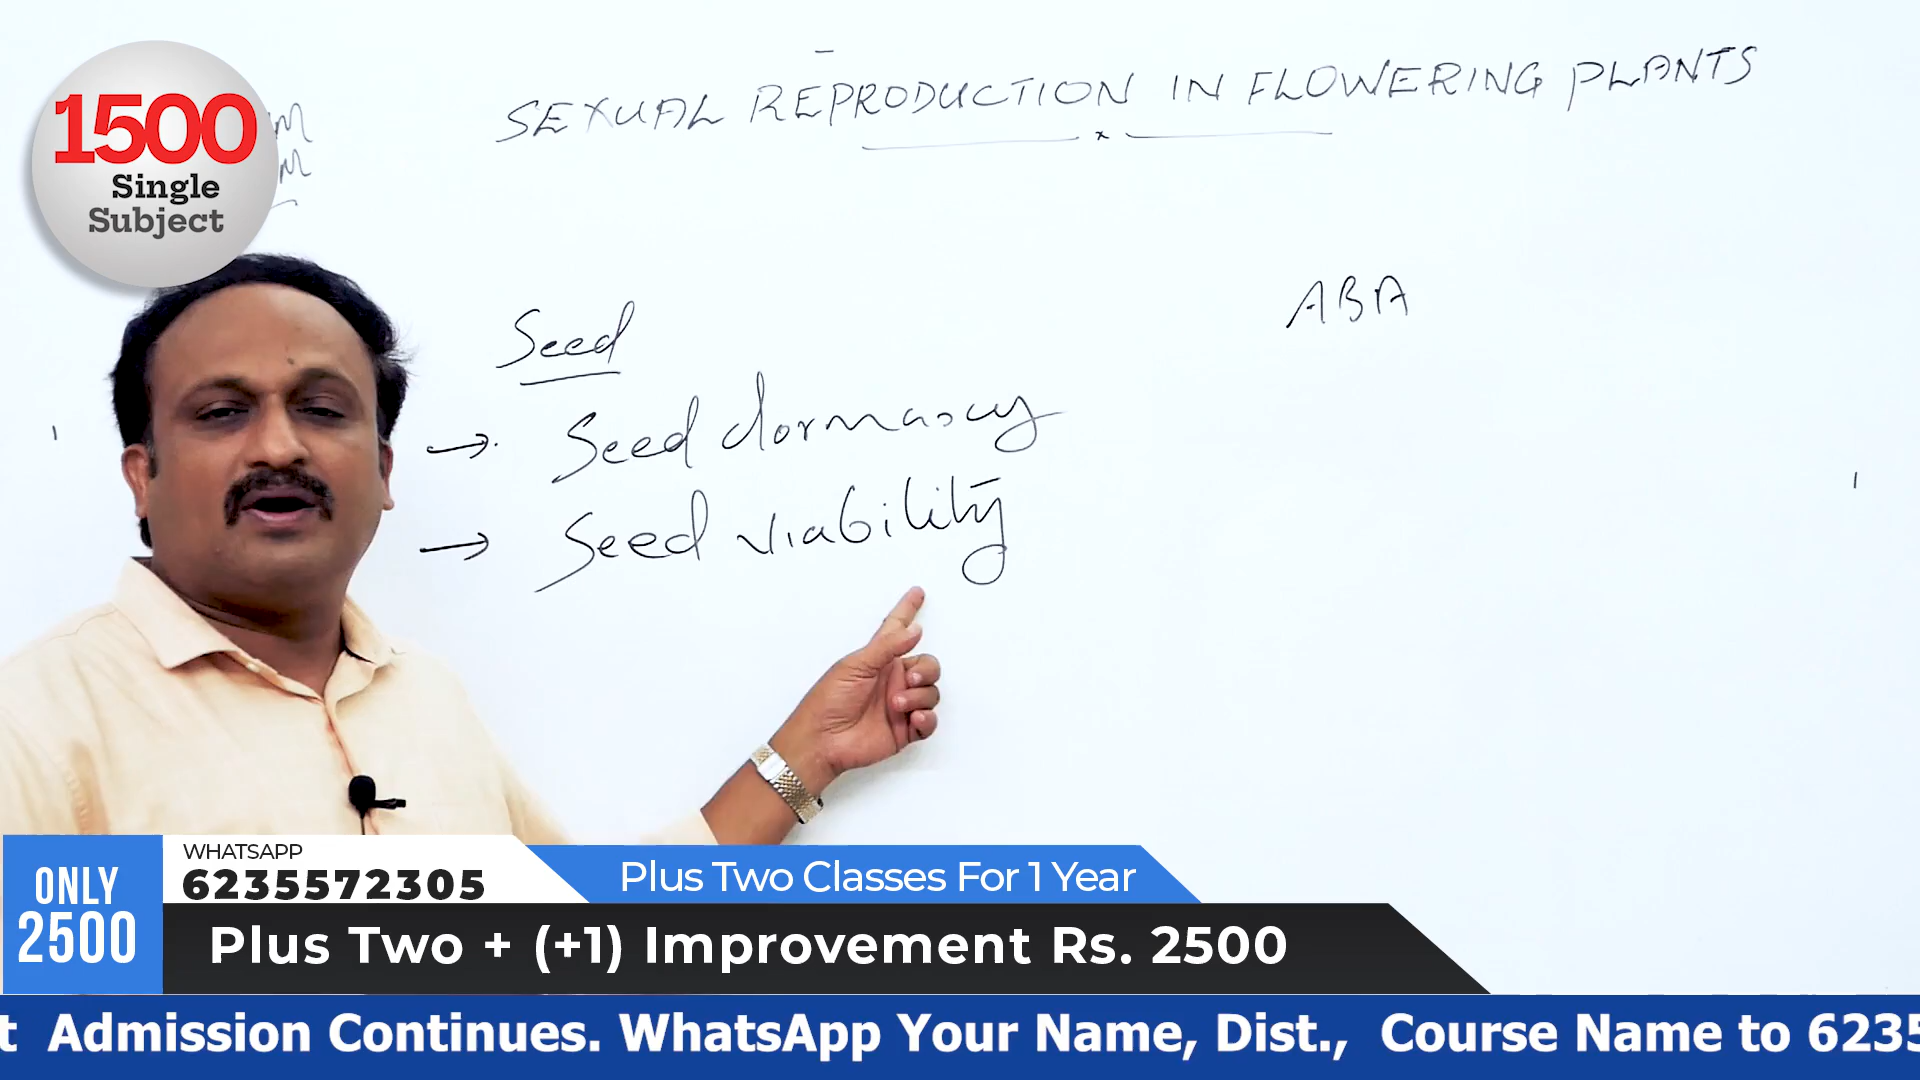 1500
Single
Subject
SEXUAL REPRODUCTION IN FLOWERING PLANTS
ABA
Seed
→ Seed dormancy
→ Seed viability
ONLY
2500
WHATSAPP
6235572305
Plus Two Classes For 1 Year
Plus Two + (+1) Improvement Rs. 2500
t Admission Continues. WhatsApp Your Name, Dist., Course Name to 6235